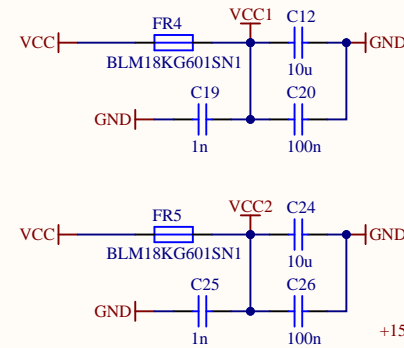 VCC1
FR4
C12
VCC
GND
BLM18KG601SN1
10u
C19
C20
GND
1n
100n
VCC2
FR5
C24
VCC
GND
BLM18KG601SN1
10u
C25
C26
GND
1n
100n
+15